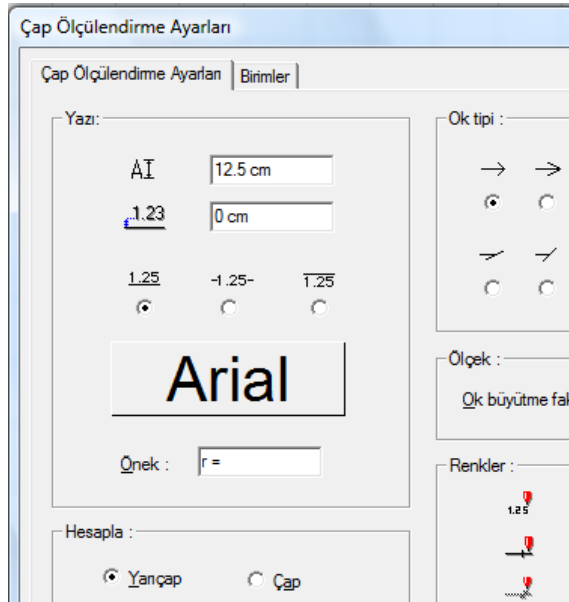 Çap Ölçülendirme Ayarları
Çap Ölçülendirme Ayarları Birimler
Yazı:
A 12.5 cm
1.23 0 cm
1.25 -1.25- 1.25
Arial
Önek : r =
Hesapla :
Yarıçap Çap
Ok tipi :
Ölçek :
Ok büyütme fak
Renkler :
1.25